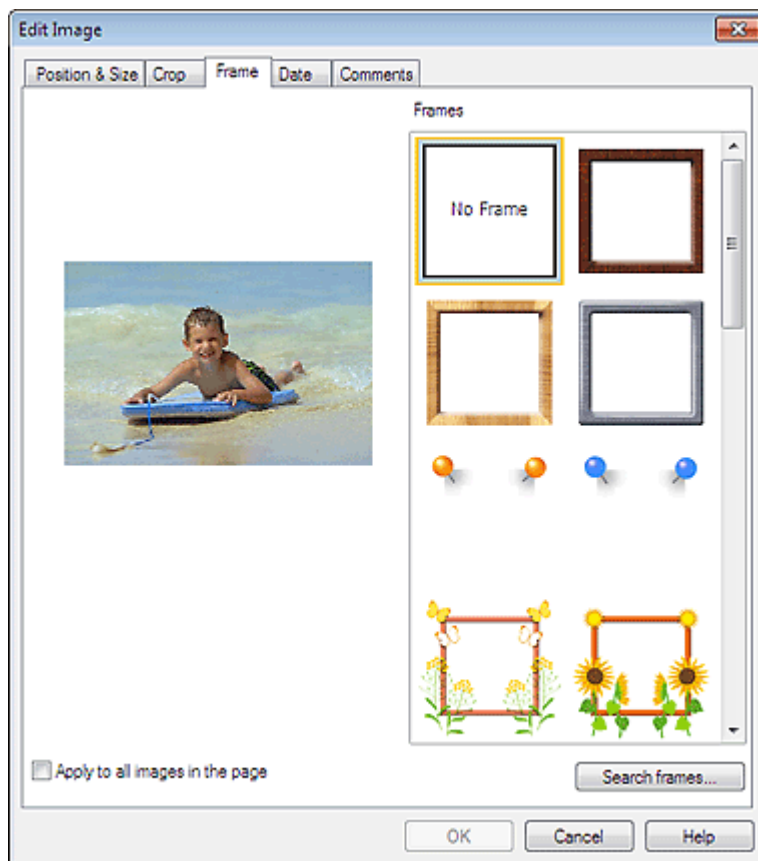 Edit Image
Position & Size Crop Frame Date Comments
Frames
No Frame
Apply to all images in the page
Search frames...
OK Cancel Help